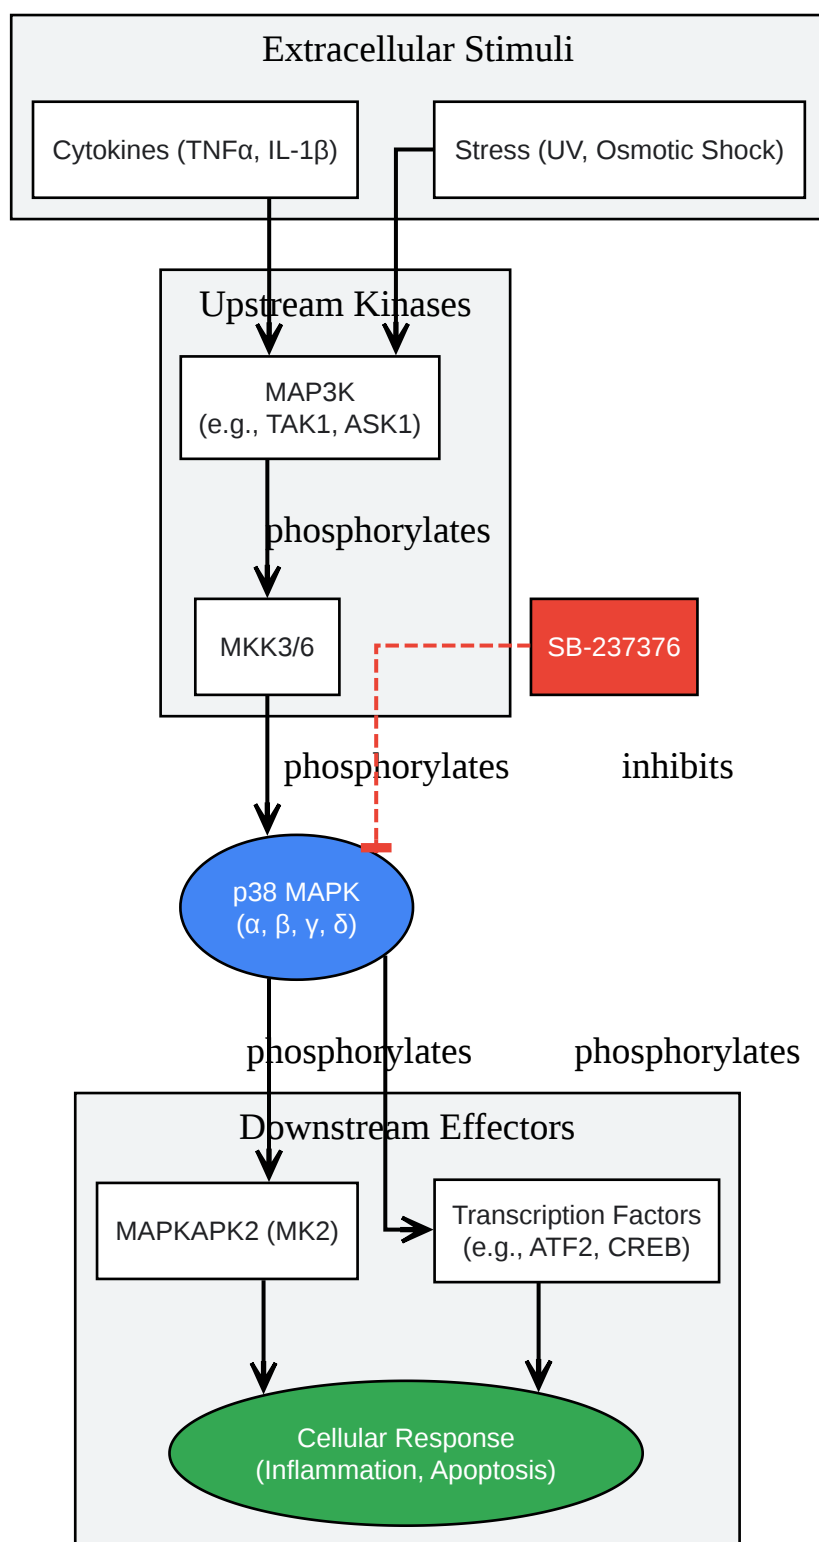 Extracellular Stimuli
Cytokines (TNFα, IL-1β)
Stress (UV, Osmotic Shock)
Upstream Kinases
MAP3K
(e.g., TAK1, ASK1)
phosphorylates
MKK3/6
SB-237376
phosphorylates
inhibits
p38 MAPK
(α, β, γ, δ)
phosphorylates
phosphorylates
Downstream Effectors
MAPKAPK2 (MK2)
Transcription Factors
(e.g., ATF2, CREB)
Cellular Response
(Inflammation, Apoptosis)